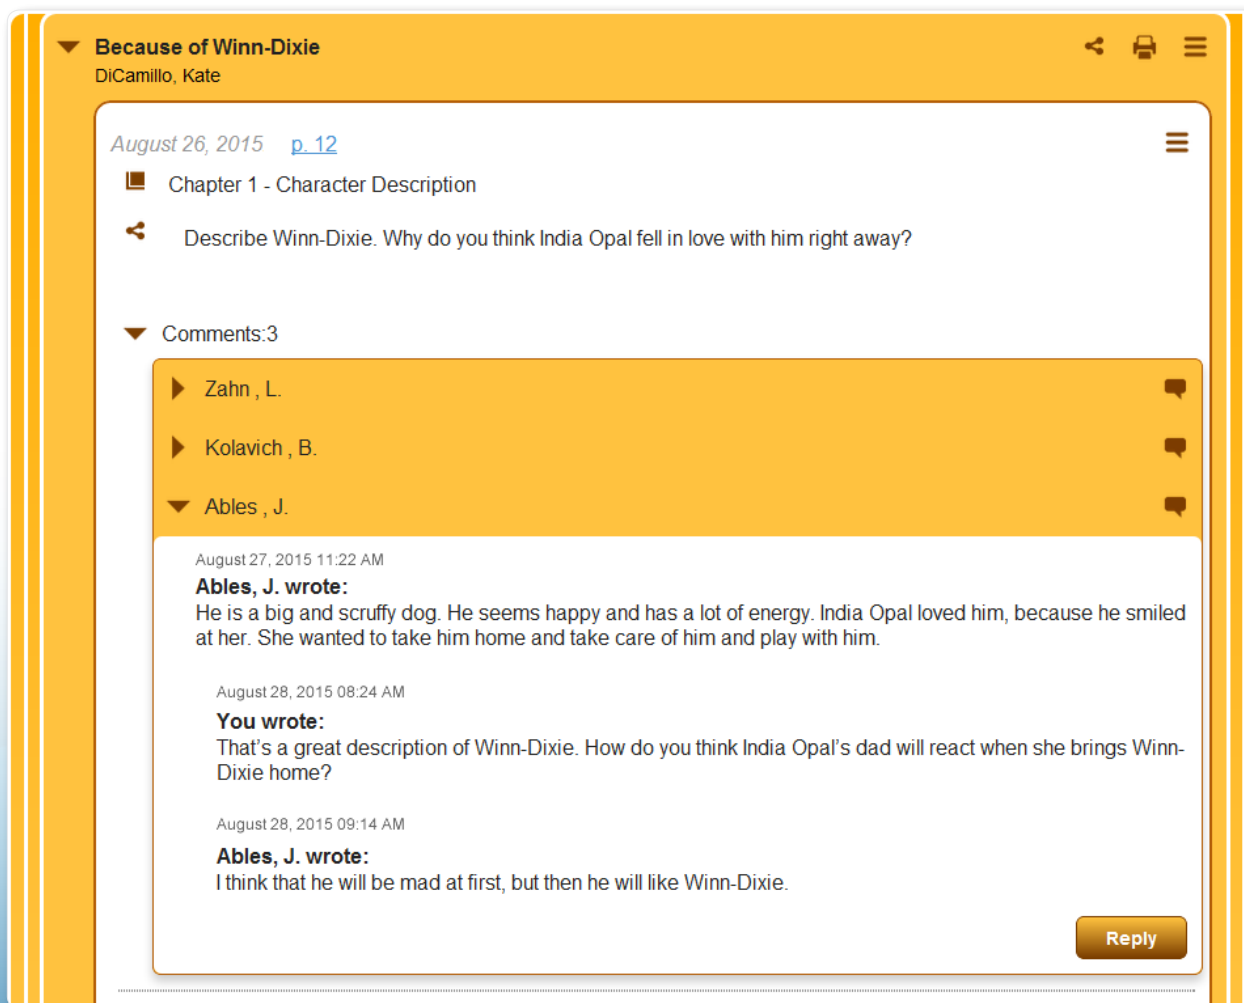 Because of Winn-Dixie
DiCamillo, Kate
August 26, 2015 p. 12
Chapter 1 - Character Description
Describe Winn-Dixie. Why do you think India Opal fell in love with him right away?
Comments:3
Zahn , L.
Kolavich , B.
Ables , J.
August 27, 2015 11:22 AM
Ables, J. wrote:
He is a big and scruffy dog. He seems happy and has a lot of energy. India Opal loved him, because he smiled
at her. She wanted to take him home and take care of him and play with him.
August 28, 2015 08:24 AM
You wrote:
That’s a great description of Winn-Dixie. How do you think India Opal’s dad will react when she brings Winn-
Dixie home?
August 28, 2015 09:14 AM
Ables, J. wrote:
I think that he will be mad at first, but then he will like Winn-Dixie.
Reply